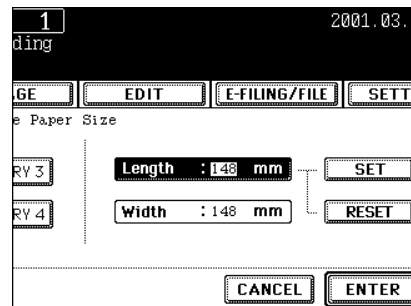 1 2001.03.
ding
GE EDIT E-FILING/FILE SETT
e Paper Size
RY 3 Length : 148 mm SET
RY 4 Width : 148 mm RESET
CANCEL ENTER